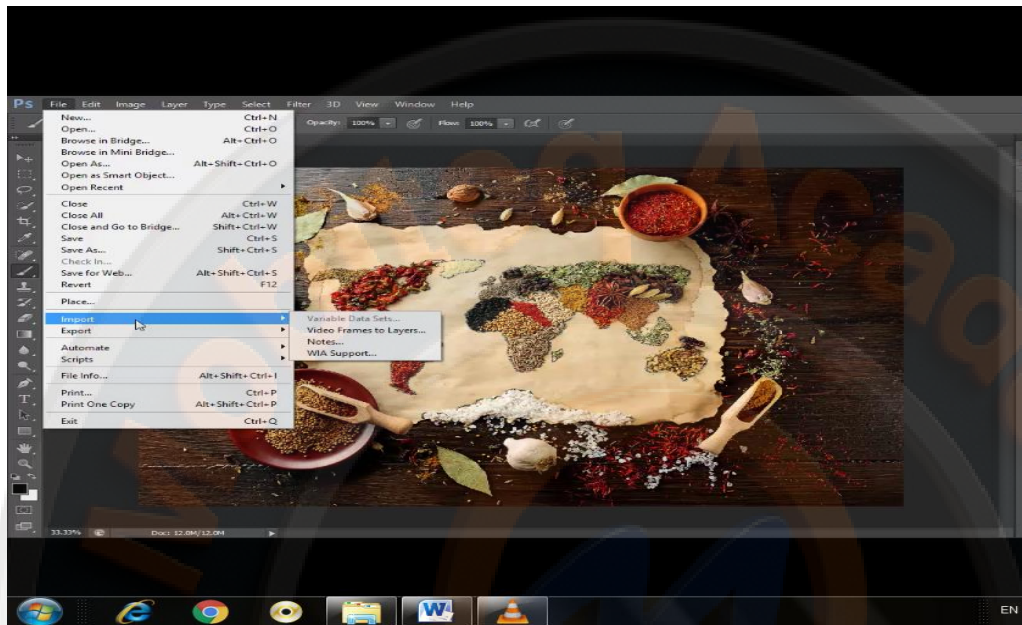 Ps File Edit Image Layer Type Select Filter 3D View Window Help
Opacity: 100% Flow: 100%
New... Ctrl+N
Open... Ctrl+O
Browse in Bridge... Alt+Ctrl+O
Browse in Mini Bridge...
Open As... Alt+Shift+Ctrl+O
Open as Smart Object...
Open Recent
Close Ctrl+W
Close All Alt+Ctrl+W
Close and Go to Bridge... Shift+Ctrl+W
Save Ctrl+S
Save As... Shift+Ctrl+S
Check In...
Save for Web... Alt+Shift+Ctrl+S
Revert F12
Place...
Import
Export
Automate
Scripts
File Info... Alt+Shift+Ctrl+I
Print... Ctrl+P
Print One Copy Alt+Shift+Ctrl+P
Exit Ctrl+Q
Variable Data Sets...
Video Frames to Layers...
Notes...
WIA Support...
33.33% Doc: 12.0M/12.0M
W EN